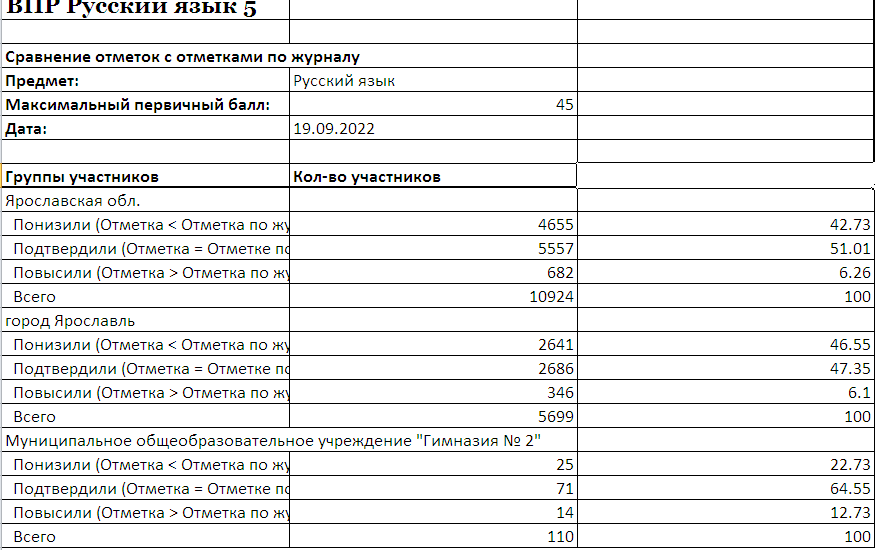 ВПР Русский язык 5
Сравнение отметок с отметками по журналу
Предмет: Русский язык
Максимальный первичный балл: 45
Дата: 19.09.2022
Группы участников Кол-во участников
Ярославская обл.
Понизили (Отметка < Отметка по жу 4655 42.73
Подтвердили (Отметка = Отметке по 5557 51.01
Повысили (Отметка > Отметка по жу 682 6.26
Всего 10924 100
город Ярославль
Понизили (Отметка < Отметка по жу 2641 46.55
Подтвердили (Отметка = Отметке по 2686 47.35
Повысили (Отметка > Отметка по жу 346 6.1
Всего 5699 100
Муниципальное общеобразовательное учреждение "Гимназия № 2"
Понизили (Отметка < Отметка по жу 25 22.73
Подтвердили (Отметка = Отметке по 71 64.55
Повысили (Отметка > Отметка по жу 14 12.73
Всего 110 100